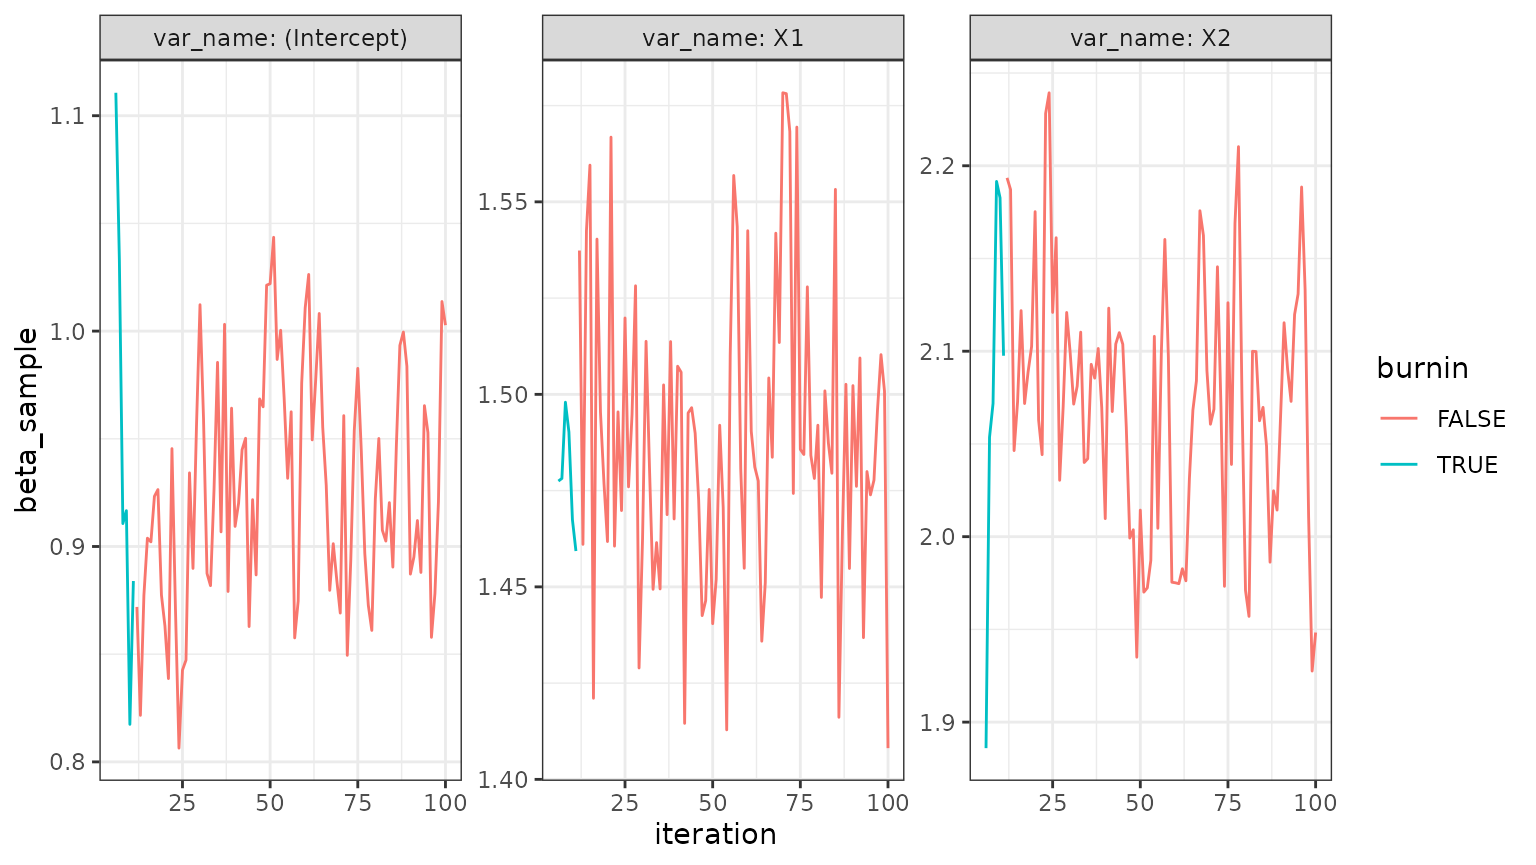 var_name: (Intercept)
var_name: X1
var_name: X2
1.1
1.0
0.9
0.8
1.55
1.50
1.45
1.40
2.2
2.1
2.0
1.9
25 50 75 100
25 50 75 100
25 50 75 100
iteration
beta_sample
burnin
FALSE
TRUE